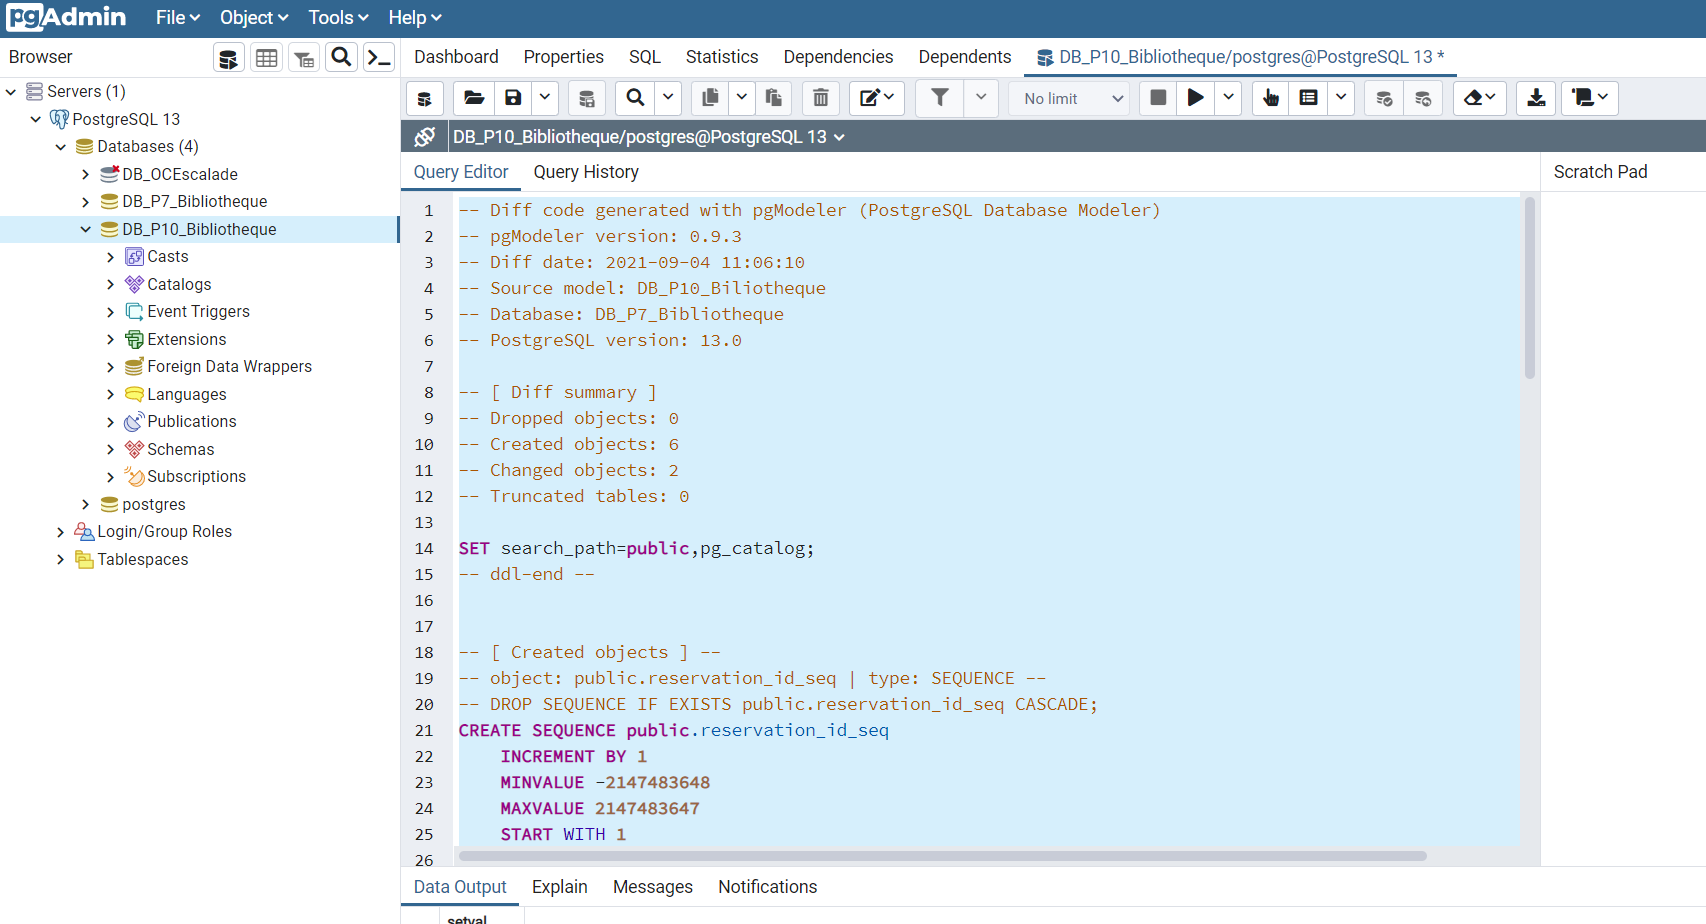 pgAdmin File Object Tools Help
Browser
Dashboard Properties SQL Statistics Dependencies Dependents DB_P10_Bibliotheque/postgres@PostgreSQL 13 *
No limit
DB_P10_Bibliotheque/postgres@PostgreSQL 13
Servers (1)
PostgreSQL 13
Databases (4)
DB_OCEscalade
DB_P7_Bibliotheque
DB_P10_Bibliotheque
Casts
Catalogs
Event Triggers
Extensions
Foreign Data Wrappers
Languages
Publications
Schemas
Subscriptions
postgres
Login/Group Roles
Tablespaces
Query Editor Query History
Scratch Pad
1 -- Diff code generated with pgModeler (PostgreSQL Database Modeler)
2 -- pgModeler version: 0.9.3
3 -- Diff date: 2021-09-04 11:06:10
4 -- Source model: DB_P10_Biliotheque
5 -- Database: DB_P7_Bibliotheque
6 -- PostgreSQL version: 13.0
7
8 -- [ Diff summary ]
9 -- Dropped objects: 0
10 -- Created objects: 6
11 -- Changed objects: 2
12 -- Truncated tables: 0
13
14 SET search_path=public,pg_catalog;
15 -- ddl-end --
16
17
18 -- [ Created objects ] --
19 -- object: public.reservation_id_seq | type: SEQUENCE --
20 -- DROP SEQUENCE IF EXISTS public.reservation_id_seq CASCADE;
21 CREATE SEQUENCE public.reservation_id_seq
22 INCREMENT BY 1
23 MINVALUE -2147483648
24 MAXVALUE 2147483647
25 START WITH 1
26
Data Output Explain Messages Notifications
setval